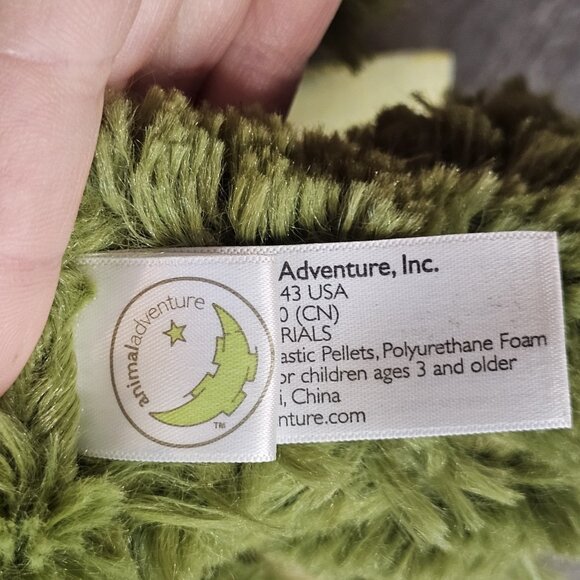 animaladventure
TM
Adventure, Inc.
43 USA
0 (CN)
RIALS
astic Pellets, Polyurethane Foam
or children ages 3 and older
i, China
nture.com